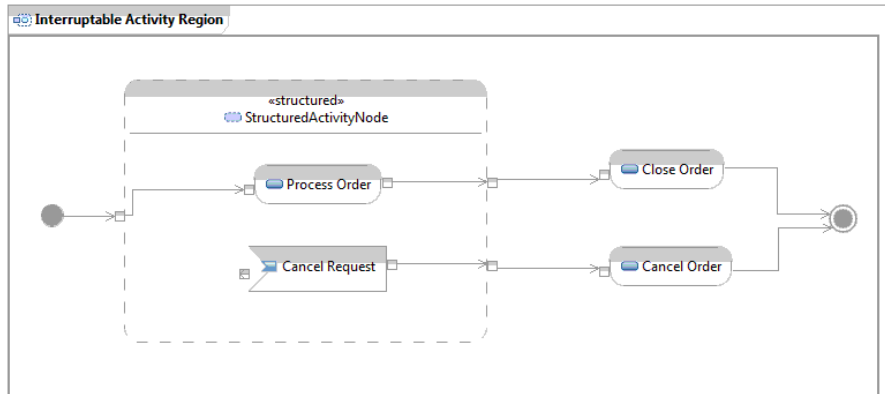 Interruptable Activity Region
«structured»
StructuredActivityNode
Process Order
Close Order
Cancel Request
Cancel Order